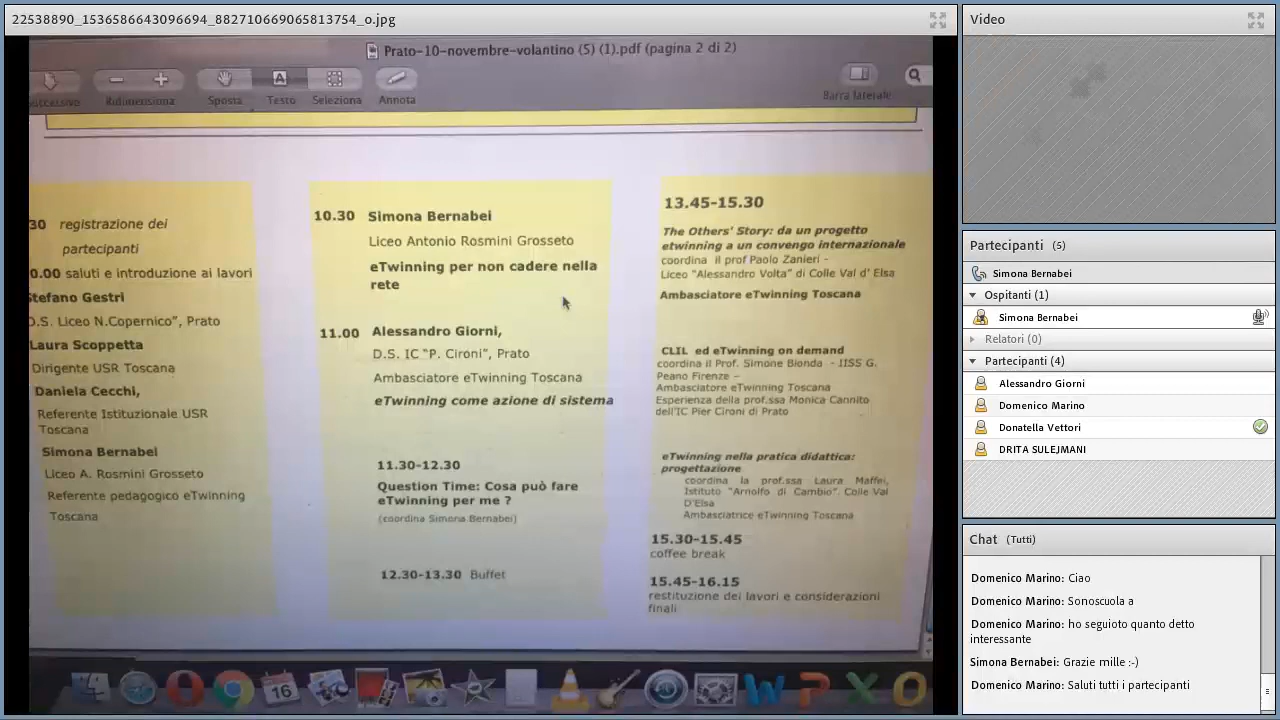 22538890_1536586643096694_882710669065813754_o.jpg
Prato-10-novembre-volantino (5) (1).pdf (pagina 2 di 2)
Ridimensiona
Sposta
Testo
Seleziona
Annota
Barra laterale
30 registrazione dei
partecipanti
0.00 saluti e introduzione ai lavori
Stefano Gestri
D.S. Liceo N.Copernico”, Prato
Laura Scoppetta
Dirigente USR Toscana
Daniela Cecchi,
Referente Istituzionale USR
Toscana
Simona Bernabei
Liceo A. Rosmini Grosseto
Referente pedagogico eTwinning
Toscana
10.30 Simona Bernabei
Liceo Antonio Rosmini Grosseto
eTwinning per non cadere nella
rete
11.00 Alessandro Giorni,
D.S. IC “P. Cironi”, Prato
Ambasciatore eTwinning Toscana
eTwinning come azione di sistema
11.30-12.30
Question Time: Cosa può fare
eTwinning per me ?
(coordina Simona Bernabei)
12.30-13.30 Buffet
13.45-15.30
The Others' Story: da un progetto
etwinning a un convengo internazionale
coordina il prof Paolo Zanieri -
Liceo “Alessandro Volta” di Colle Val d' Elsa
Ambasciatore eTwinning Toscana
CLIL ed eTwinning on demand
coordina il Prof. Simone Bionda - IISS G.
Peano Firenze –
Ambasciatore eTwinning Toscana
Esperienza della prof.ssa Monica Cannito
dell'IC Pier Cironi di Prato
eTwinning nella pratica didattica:
progettazione
coordina la prof.ssa Laura Maffei,
Istituto “Arnolfo di Cambio”. Colle Val
D'Elsa
Ambasciatrice eTwinning Toscana
15.30-15.45
coffee break
15.45-16.15
restituzione dei lavori e considerazioni
finali
16
Video
Partecipanti (5)
Simona Bernabei
Ospitanti (1)
Simona Bernabei
Relatori (0)
Partecipanti (4)
Alessandro Giorni
Domenico Marino
Donatella Vettori
DRITA SULEJMANI
Chat (Tutti)
Domenico Marino: Ciao
Domenico Marino: Sonoscuola a
Domenico Marino: ho seguioto quanto detto
interessante
Simona Bernabei: Grazie mille :-)
Domenico Marino: Saluti tutti i partecipanti